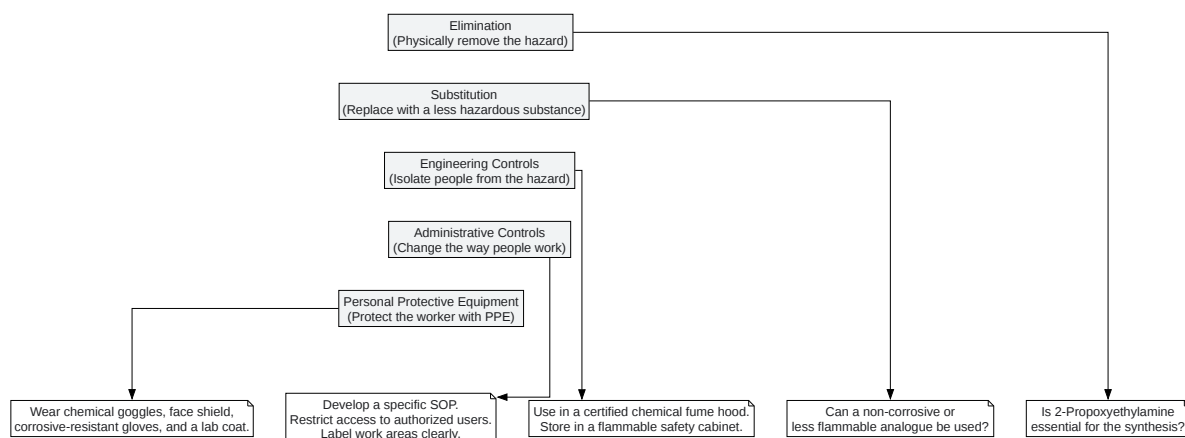 Elimination
(Physically remove the hazard)
Substitution
(Replace with a less hazardous substance)
Engineering Controls
(Isolate people from the hazard)
Administrative Controls
(Change the way people work)
Personal Protective Equipment
(Protect the worker with PPE)
Wear chemical goggles, face shield,
corrosive-resistant gloves, and a lab coat.
Develop a specific SOP.
Restrict access to authorized users.
Label work areas clearly.
Use in a certified chemical fume hood.
Store in a flammable safety cabinet.
Can a non-corrosive or
less flammable analogue be used?
Is 2-Propoxyethylamine
essential for the synthesis?